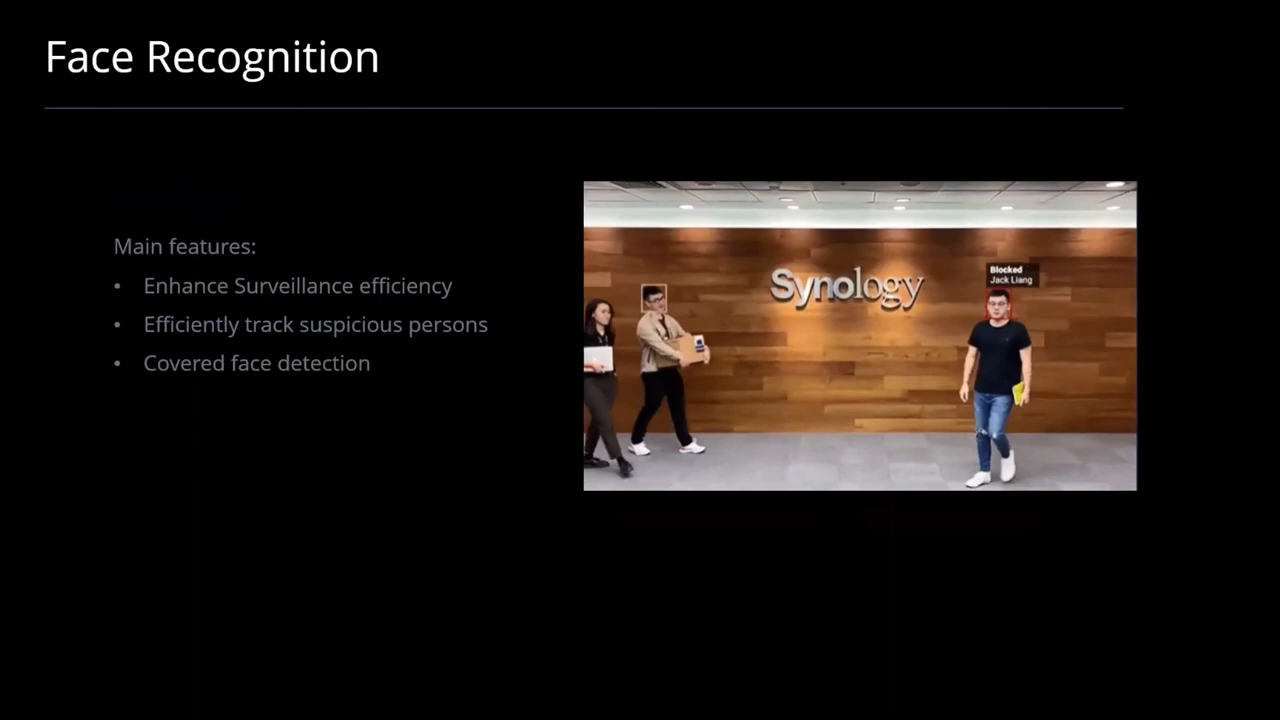 Face Recognition
Main features:
• Enhance Surveillance efficiency
• Efficiently track suspicious persons
• Covered face detection
Synology
Blocked
Jack Liang